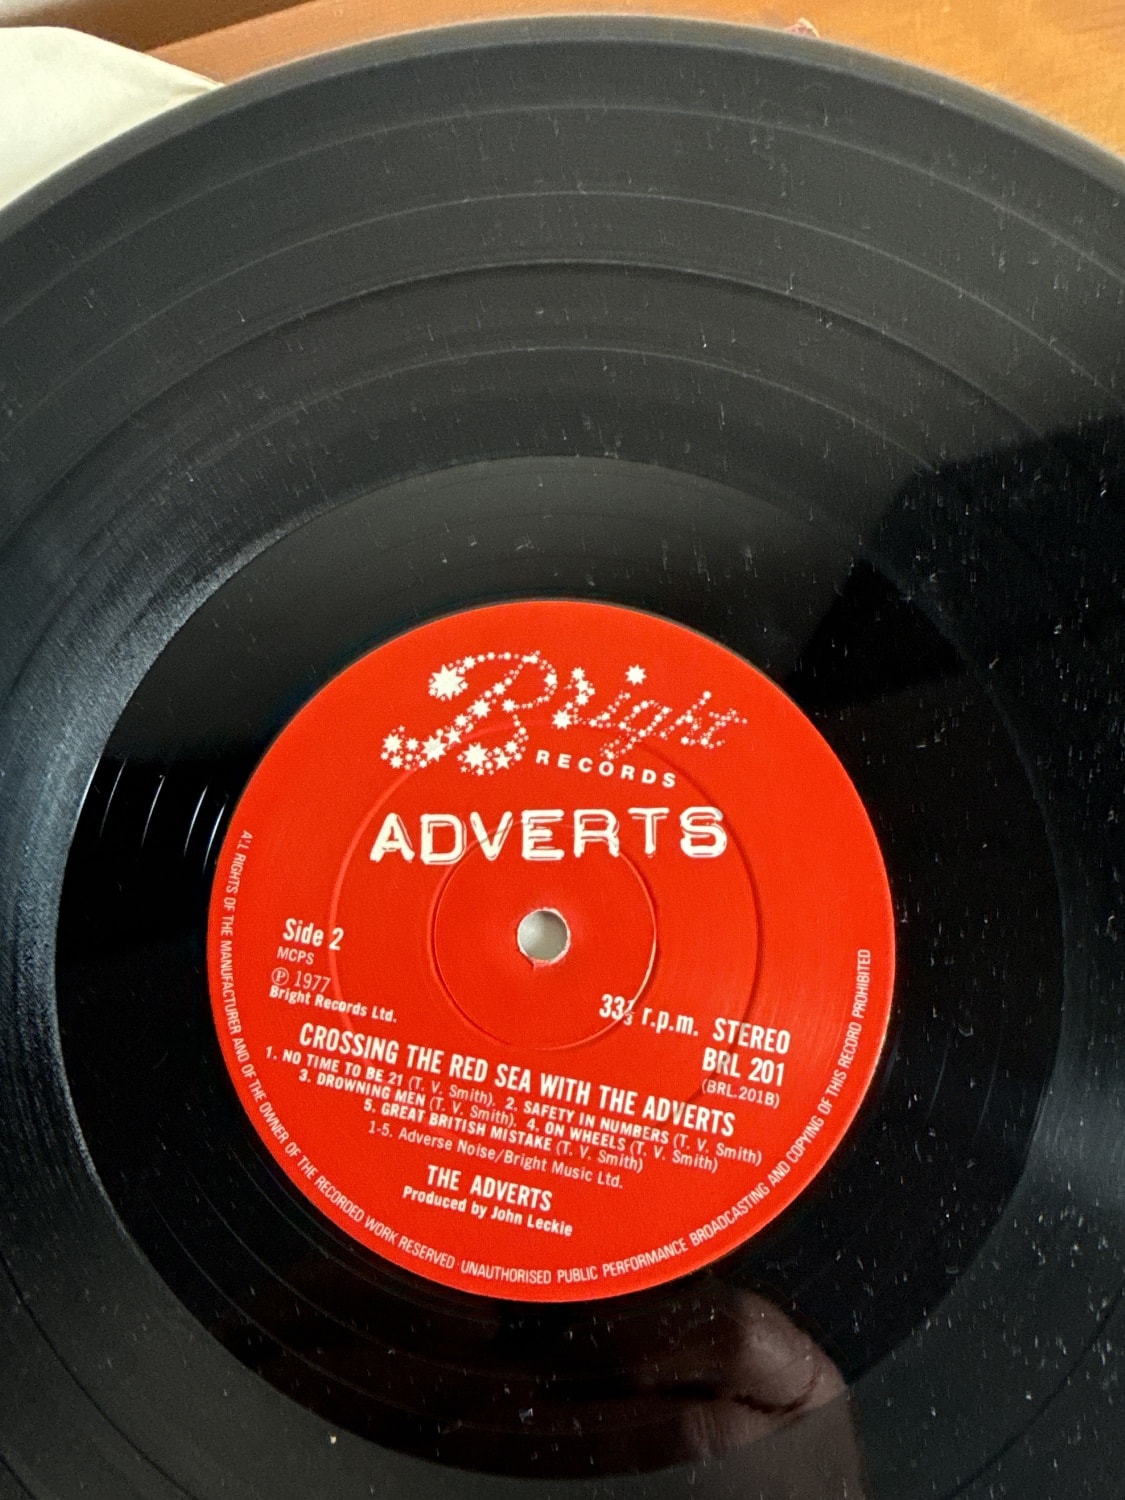 Bright
RECORDS
ADVERTS
Side 2
MCPS
Ⓟ 1977
Bright Records Ltd.
33⅓ r.p.m. STEREO
BRL 201
(BRL.201B)
CROSSING THE RED SEA WITH THE ADVERTS
1. NO TIME TO BE 21 (T. V. Smith). 2. SAFETY IN NUMBERS (T. V. Smith)
3. DROWNING MEN (T. V. Smith). 4. ON WHEELS (T. V. Smith)
5. GREAT BRITISH MISTAKE (T. V. Smith)
1-5. Adverse Noise/Bright Music Ltd.
THE ADVERTS
Produced by John Leckie
ALL RIGHTS OF THE MANUFACTURER AND OF THE OWNER OF THE RECORDED WORK RESERVED · UNAUTHORISED PUBLIC PERFORMANCE BROADCASTING AND COPYING OF THIS RECORD PROHIBITED